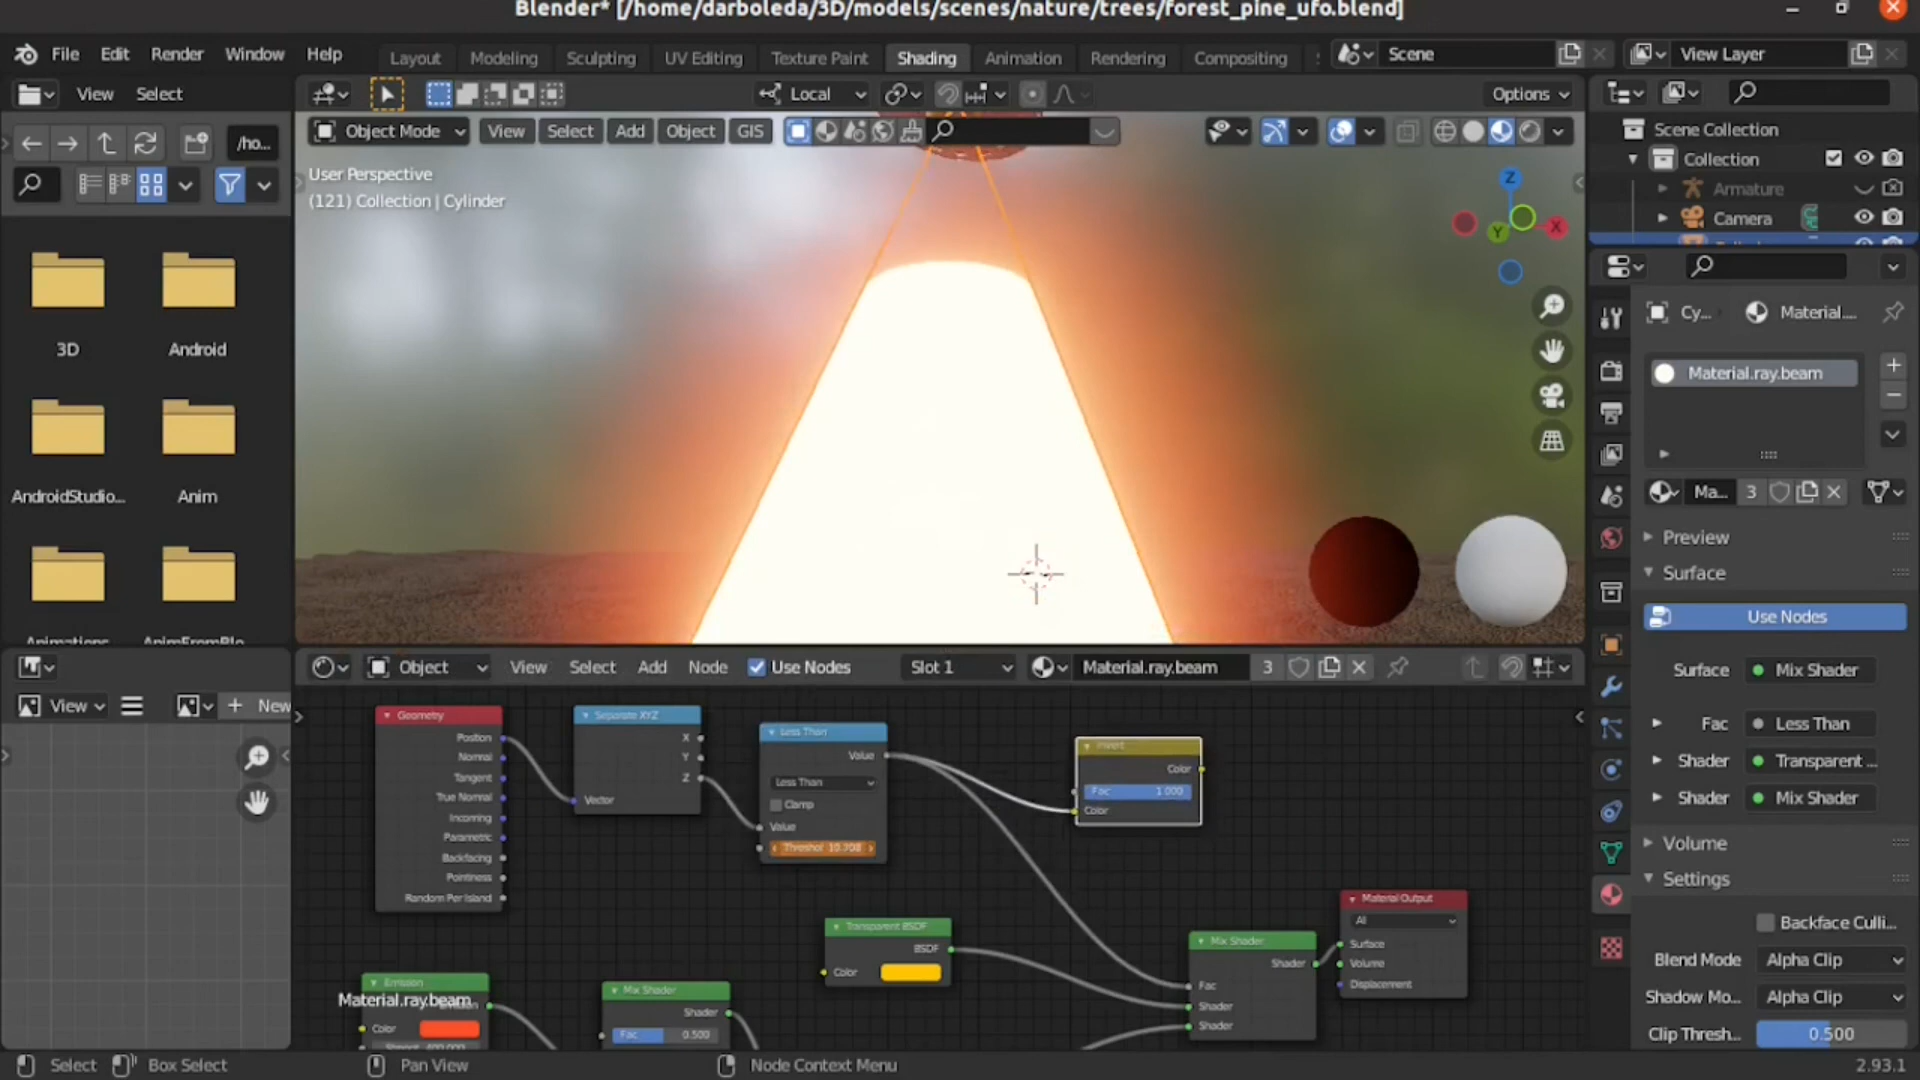 Blender* [/home/darboleda/3D/models/scenes/nature/trees/forest_pine_ufo.blend]
File Edit Render Window Help
Layout Modeling Sculpting UV Editing Texture Paint Shading Animation Rendering Compositing
Scene
View Layer
View Select
Local
Options
/ho...
Object Mode View Select Add Object GIS
User Perspective
(121) Collection | Cylinder
Z
Y
X
Scene Collection
Collection
Armature
Camera
3D
Android
AndroidStudio...
Anim
Cy...
Material....
Material.ray.beam
Ma...
3
Preview
Surface
Use Nodes
Surface Mix Shader
Fac Less Than
Shader Transparent ...
Shader Mix Shader
Volume
Settings
Backface Culli...
Blend Mode Alpha Clip
Shadow Mo... Alpha Clip
Clip Thresh... 0.500
Object View Select Add Node Use Nodes Slot 1 Material.ray.beam 3
View
New
Geometry
Position
Normal
Tangent
True Normal
Incoming
Parametric
Backfacing
Pointiness
Random Per Island
Separate XYZ
X
Y
Z
Vector
Less Than
Value
Less Than
Clamp
Value
Threshol 10.708
Invert
Color
Fac 1.000
Color
Transparent BSDF
BSDF
Color
Mix Shader
Shader
Fac
Shader
Shader
Material Output
All
Surface
Volume
Displacement
Emission
Material.ray.beam
Color
Mix Shader
Shader
Fac 0.500
Select Box Select Pan View Node Context Menu 2.93.1